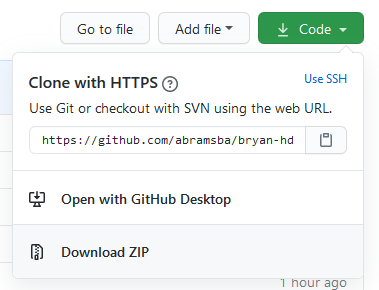 Go to file Add file Code
Clone with HTTPS ? Use SSH
Use Git or checkout with SVN using the web URL.
https://github.com/abramsba/bryan-hd
Open with GitHub Desktop
Download ZIP
1 hour ago